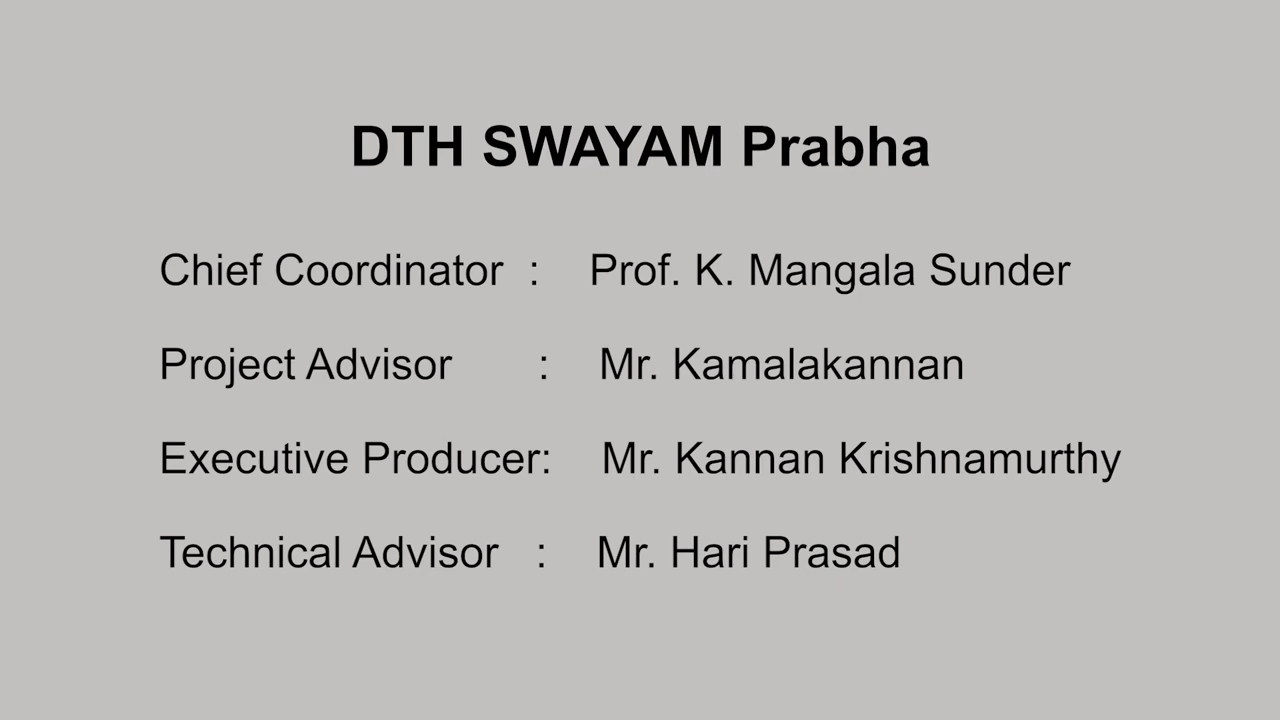 DTH SWAYAM Prabha
Chief Coordinator : Prof. K. Mangala Sunder
Project Advisor : Mr. Kamalakannan
Executive Producer: Mr. Kannan Krishnamurthy
Technical Advisor : Mr. Hari Prasad